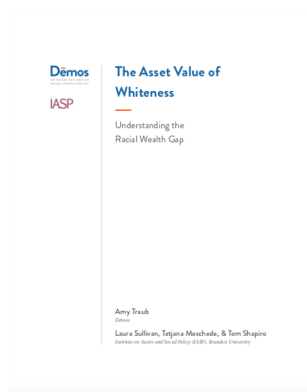 Dēmos
IASP
The Asset Value of
Whiteness
Understanding the
Racial Wealth Gap
Amy Traub
Dēmos
Laura Sullivan, Tatjana Meschede, & Tom Shapiro
Institute on Assets and Social Policy (IASP), Brandeis University